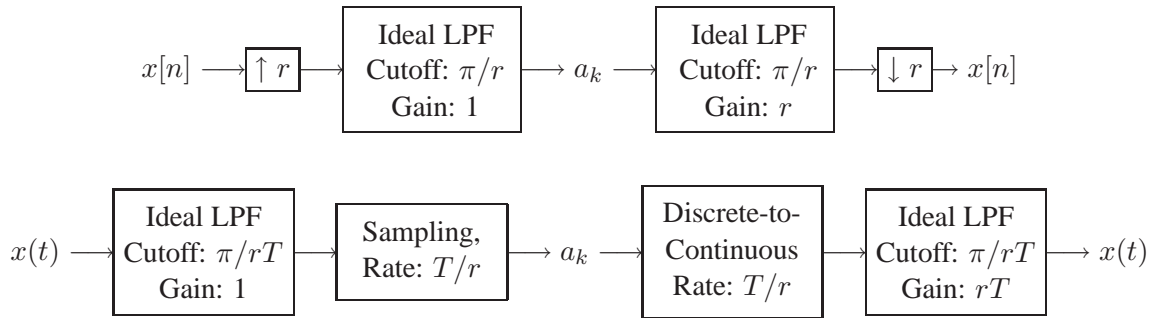 x[n] ↑ r Ideal LPF Cutoff: π/r Gain: 1 a_k Ideal LPF Cutoff: π/r Gain: r ↓ r x[n]
x(t) Ideal LPF Cutoff: π/rT Gain: 1 Sampling, Rate: T/r a_k Discrete-to- Continuous Rate: T/r Ideal LPF Cutoff: π/rT Gain: rT x(t)